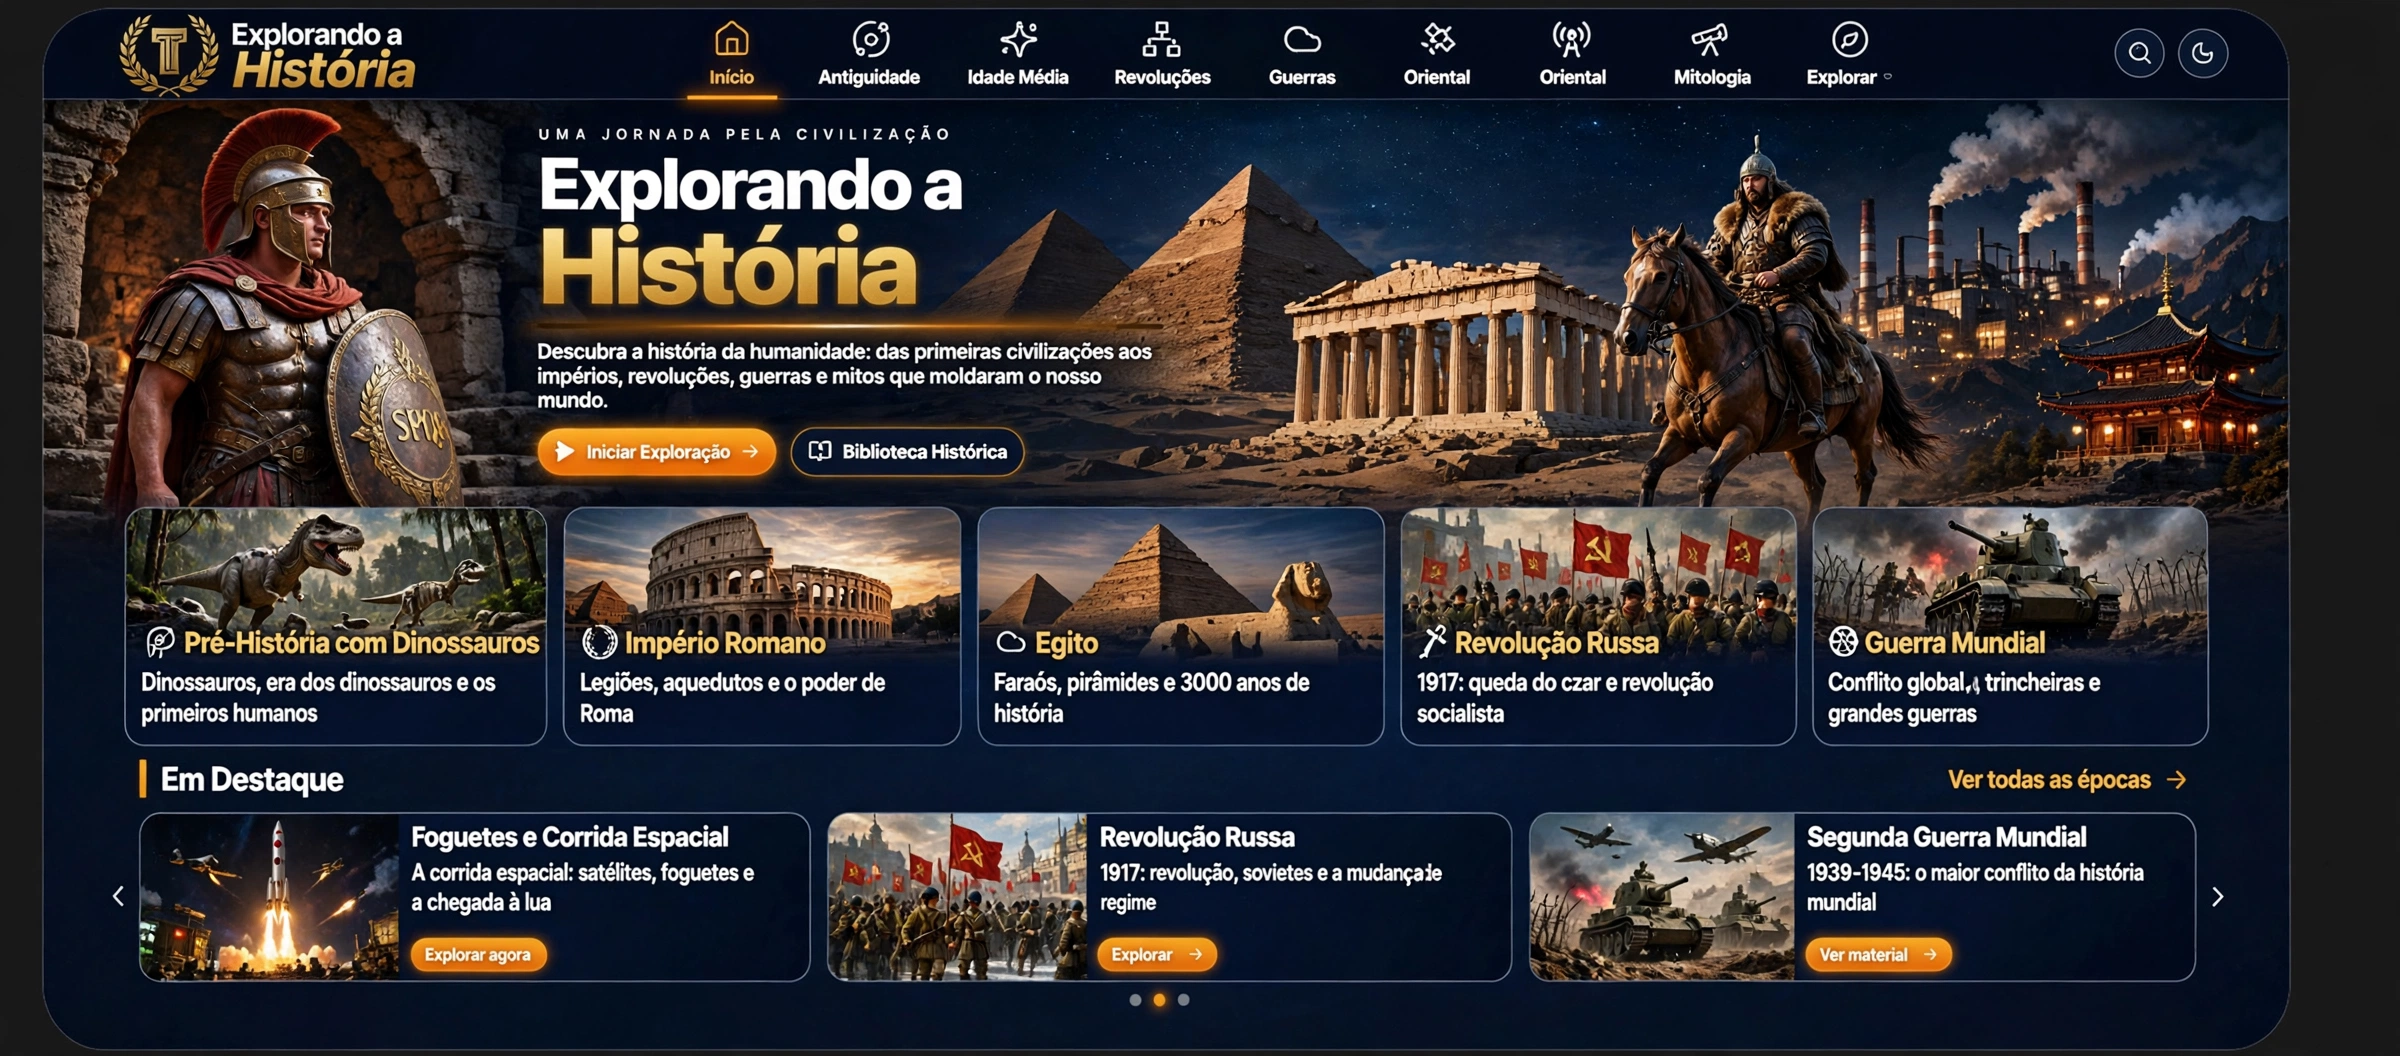 Explorando a
História
Início
Antiguidade
Idade Média
Revoluções
Guerras
Oriental
Oriental
Mitologia
Explorar
UMA JORNADA PELA CIVILIZAÇÃO
Explorando a
História
Descubra a história da humanidade: das primeiras civilizações aos
impérios, revoluções, guerras e mitos que moldaram o nosso
mundo.
Iniciar Exploração →
Biblioteca Histórica
Pré-História com Dinossauros
Dinossauros, era dos dinossauros e os
primeiros humanos
Império Romano
Legiões, aquedutos e o poder de
Roma
Egito
Faraós, pirâmides e 3000 anos de
história
Revolução Russa
1917: queda do czar e revolução
socialista
Guerra Mundial
Conflito global, trincheiras e
grandes guerras
Em Destaque
Ver todas as épocas →
Foguetes e Corrida Espacial
A corrida espacial: satélites, foguetes e
a chegada à lua
Explorar agora
Revolução Russa
1917: revolução, sovietes e a mudança
regime
Explorar →
Segunda Guerra Mundial
1939-1945: o maior conflito da história
mundial
Ver material →